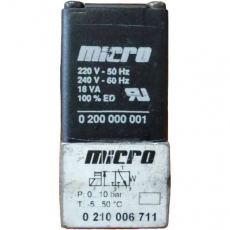 micro
220 V - 50 Hz
240 V - 60 Hz
18 VA
100 % ED
0 200 000 001
micro
P: 0...10 bar
T: -5...50 °C
0 210 006 711